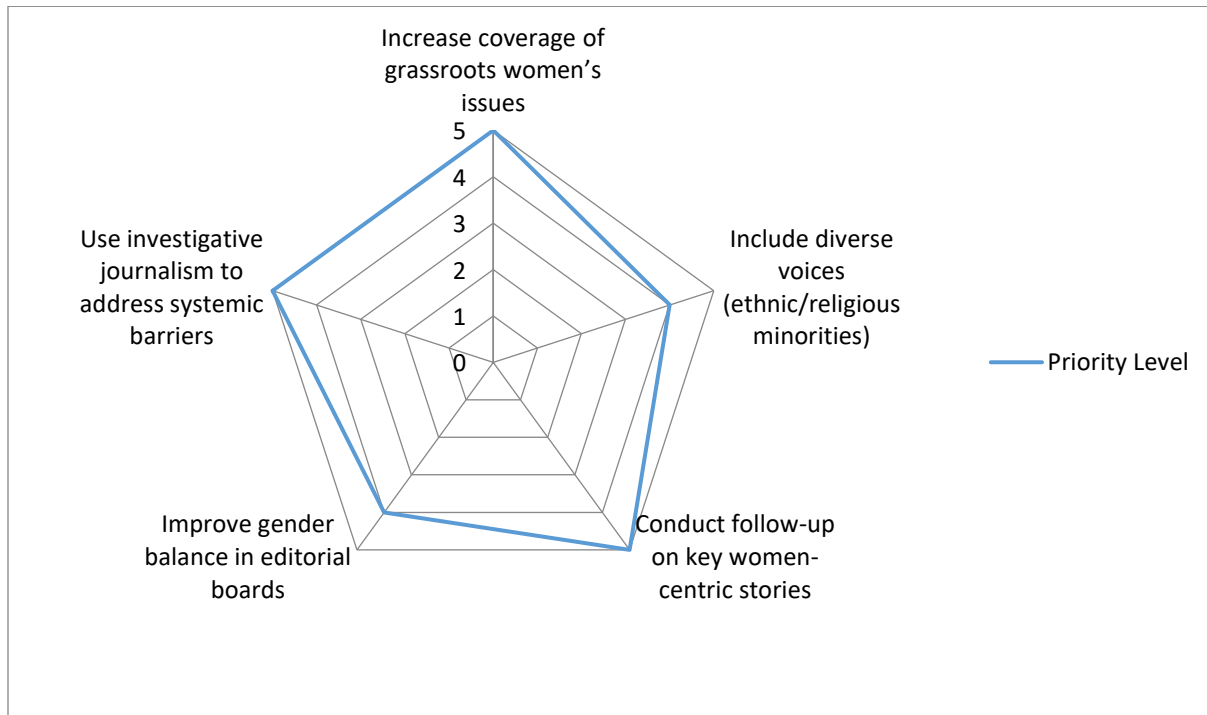 Increase coverage of
grassroots women’s
issues
5
4
3
2
1
0
Include diverse
voices
(ethnic/religious
minorities)
Conduct follow-up
on key women-
centric stories
Improve gender
balance in editorial
boards
Use investigative
journalism to
address systemic
barriers
Priority Level